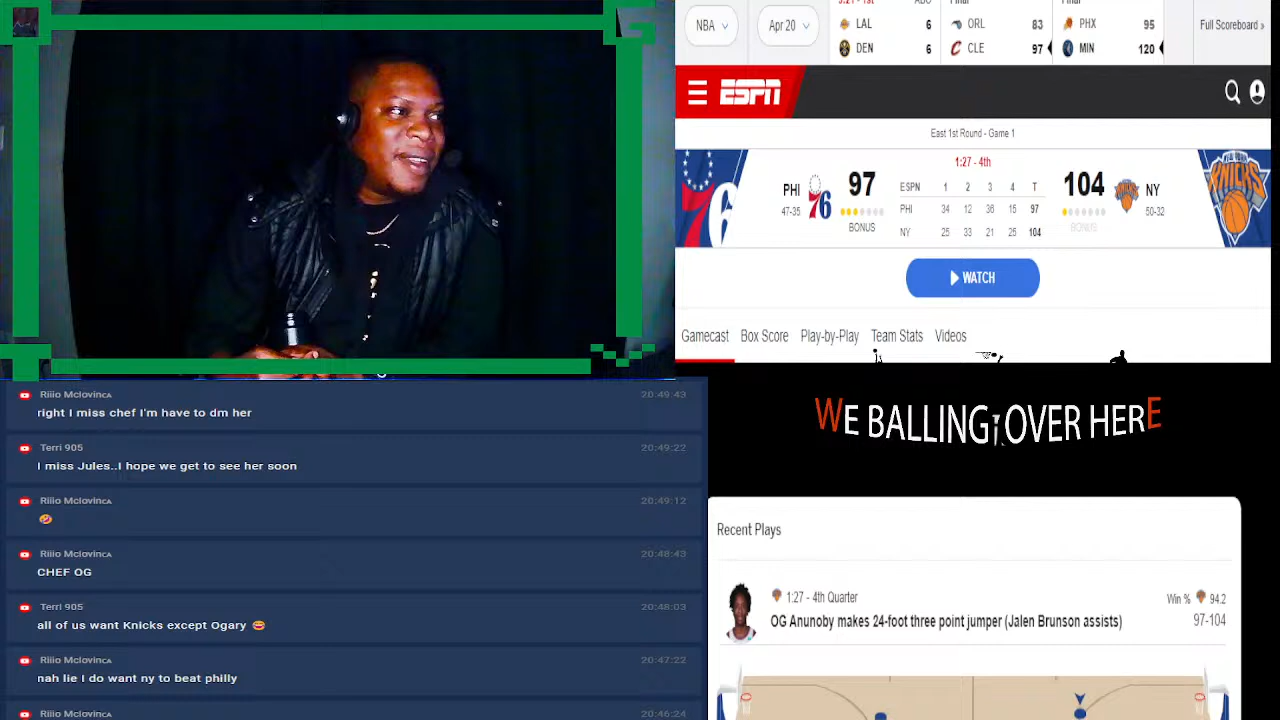 NBA
Apr 20
LAL 6
DEN 6
ORL 83
CLE 97
PHX 95
MIN 120
Full Scoreboard »
ESPN
East 1st Round - Game 1
PHI
47-35
76
97
BONUS
1:27 - 4th
ESPN 1 2 3 4 T
PHI 34 12 36 15 97
NY 25 33 21 25 104
104
BONUS
NY
50-32
KNICKS
WATCH
Gamecast Box Score Play-by-Play Team Stats Videos
Riiio Mclovinca 20:49:43
right I miss chef I'm have to dm her
Terri 905 20:49:22
I miss Jules..I hope we get to see her soon
Riiio Mclovinca 20:49:12
Riiio Mclovinca 20:48:43
CHEF OG
Terri 905 20:48:03
all of us want Knicks except Ogary
Riiio Mclovinca 20:47:22
nah lie I do want ny to beat philly
Riiio Mclovinca 20:46:24
WE BALLING OVER HERE
Recent Plays
1:27 - 4th Quarter
OG Anunoby makes 24-foot three point jumper (Jalen Brunson assists)
Win % 94.2
97-104